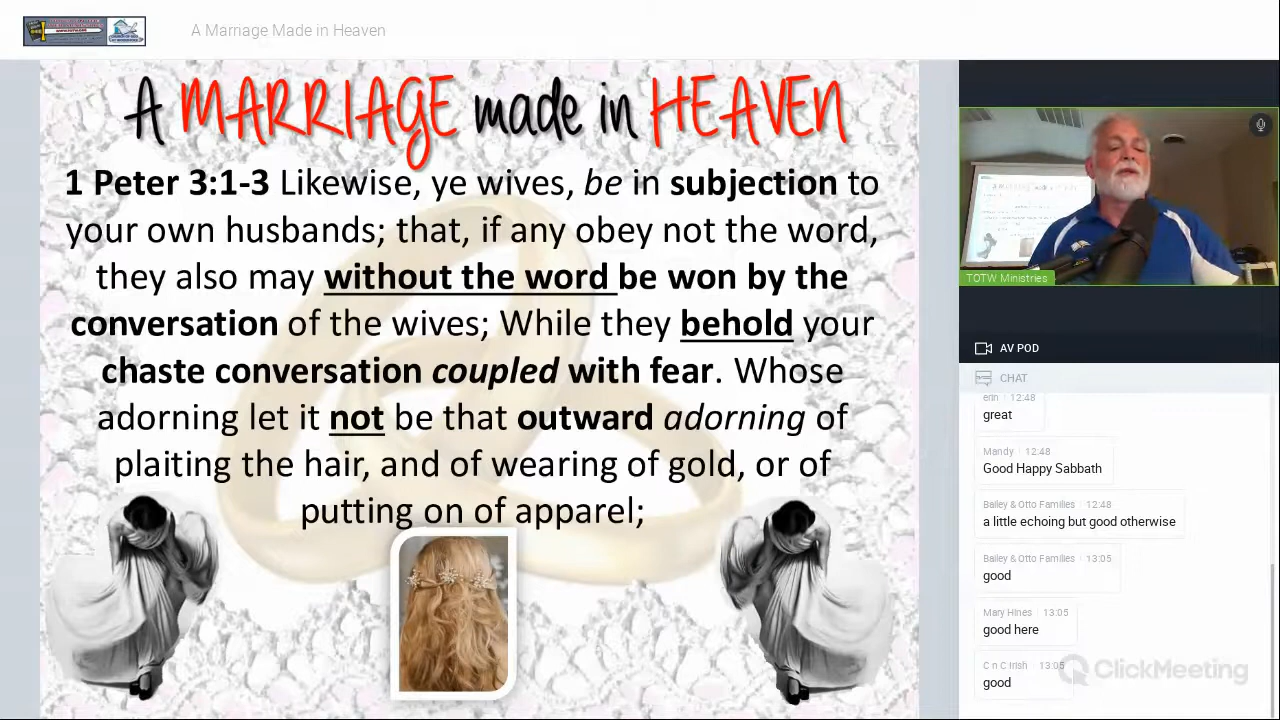 A Marriage Made in Heaven
A MARRIAGE made in HEAVEN
1 Peter 3:1-3 Likewise, ye wives, be in subjection to
your own husbands; that, if any obey not the word,
they also may without the word be won by the
conversation of the wives; While they behold your
chaste conversation coupled with fear. Whose
adorning let it not be that outward adorning of
plaiting the hair, and of wearing of gold, or of
putting on of apparel;
TOTW Ministries
AV POD
CHAT
erin 12:48
great
Mandy 12:48
Good Happy Sabbath
Bailey & Otto Families 12:48
a little echoing but good otherwise
Bailey & Otto Families 13:05
good
Mary Hines 13:05
good here
C n C Irish 13:05
good
ClickMeeting